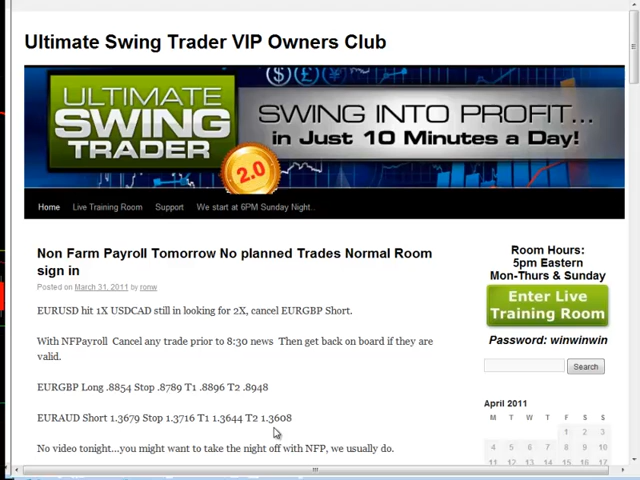 Ultimate Swing Trader VIP Owners Club
ULTIMATE
SWING
TRADER
2.0
SWING INTO PROFIT...
in Just 10 Minutes a Day!
Home Live Training Room Support We start at 6PM Sunday Night...
Non Farm Payroll Tomorrow No planned Trades Normal Room
sign in
Posted on March 31, 2011 by ronw
EURUSD hit 1X USDCAD still in looking for 2X, cancel EURGBP Short.
With NFPayroll Cancel any trade prior to 8:30 news Then get back on board if they are
valid.
EURGBP Long .8854 Stop .8789 T1 .8896 T2 .8948
EURAUD Short 1.3679 Stop 1.3716 T1 1.3644 T2 1.3608
No video tonight...you might want to take the night off with NFP, we usually do.
Room Hours:
5pm Eastern
Mon-Thurs & Sunday
Enter Live
Training Room
Password: winwinwin
Search
April 2011
M T W T F S S
1 2 3
4 5 6 7 8 9 10